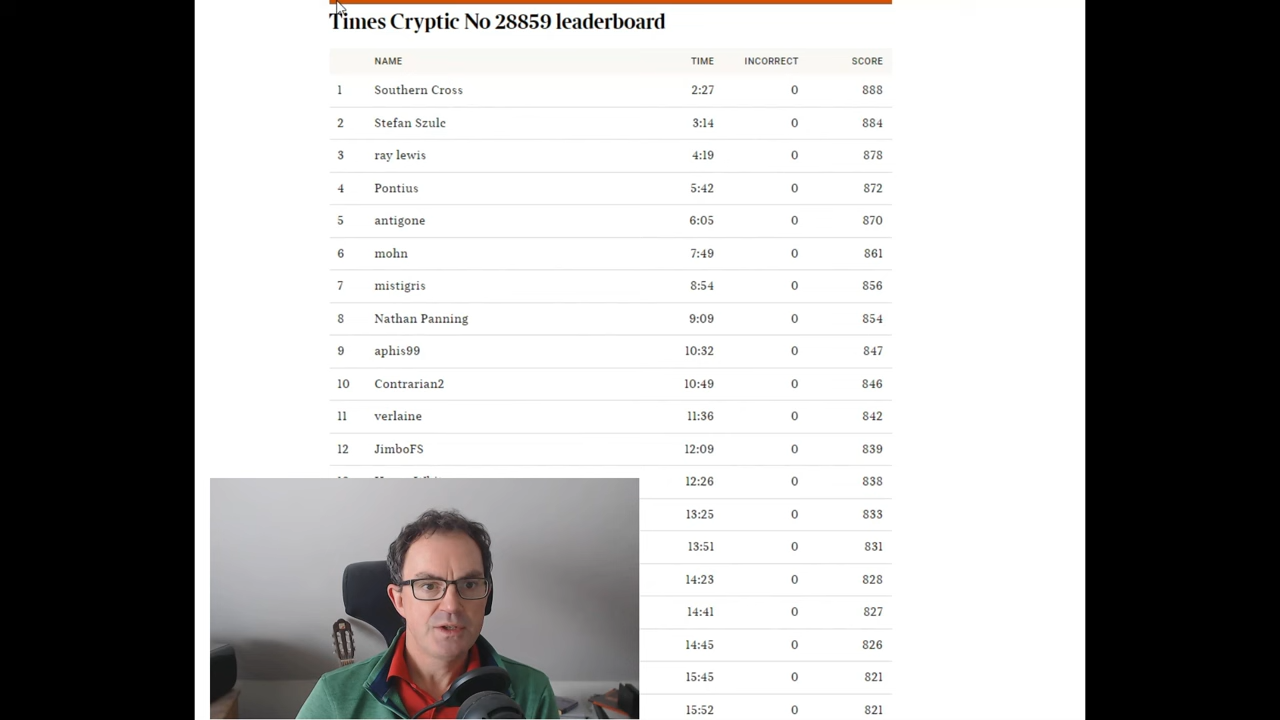 Times Cryptic No 28859 leaderboard
NAME TIME INCORRECT SCORE
1 Southern Cross 2:27 0 888
2 Stefan Szulc 3:14 0 884
3 ray lewis 4:19 0 878
4 Pontius 5:42 0 872
5 antigone 6:05 0 870
6 mohn 7:49 0 861
7 mistigris 8:54 0 856
8 Nathan Panning 9:09 0 854
9 aphis99 10:32 0 847
10 Contrarian2 10:49 0 846
11 verlaine 11:36 0 842
12 JimboFS 12:09 0 839
12:26 0 838
13:25 0 833
13:51 0 831
14:23 0 828
14:41 0 827
14:45 0 826
15:45 0 821
15:52 0 821